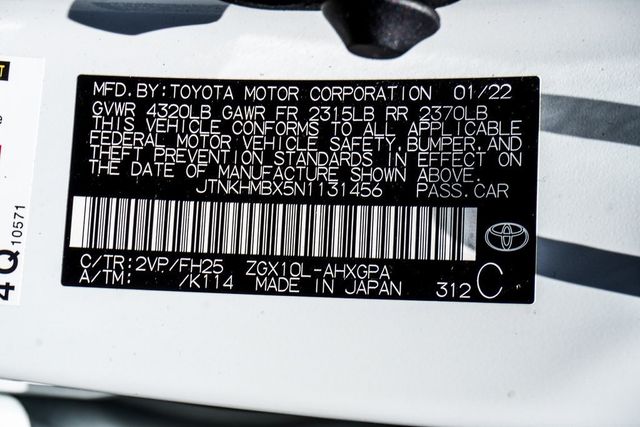 MFD. BY: TOYOTA MOTOR CORPORATION 01/22
GVWR 4320LB GAWR FR 2315LB RR 2370LB
THIS VEHICLE CONFORMS TO ALL APPLICABLE
FEDERAL MOTOR VEHICLE SAFETY, BUMPER, AND
THEFT PREVENTION STANDARDS IN EFFECT ON
THE DATE OF MANUFACTURE SHOWN ABOVE.
JTNKHMBX5N1131456 PASS. CAR
C/TR: 2VP/FH25 ZGX10L-AHXGPA
A/TM: /K114 MADE IN JAPAN 312 C
10571